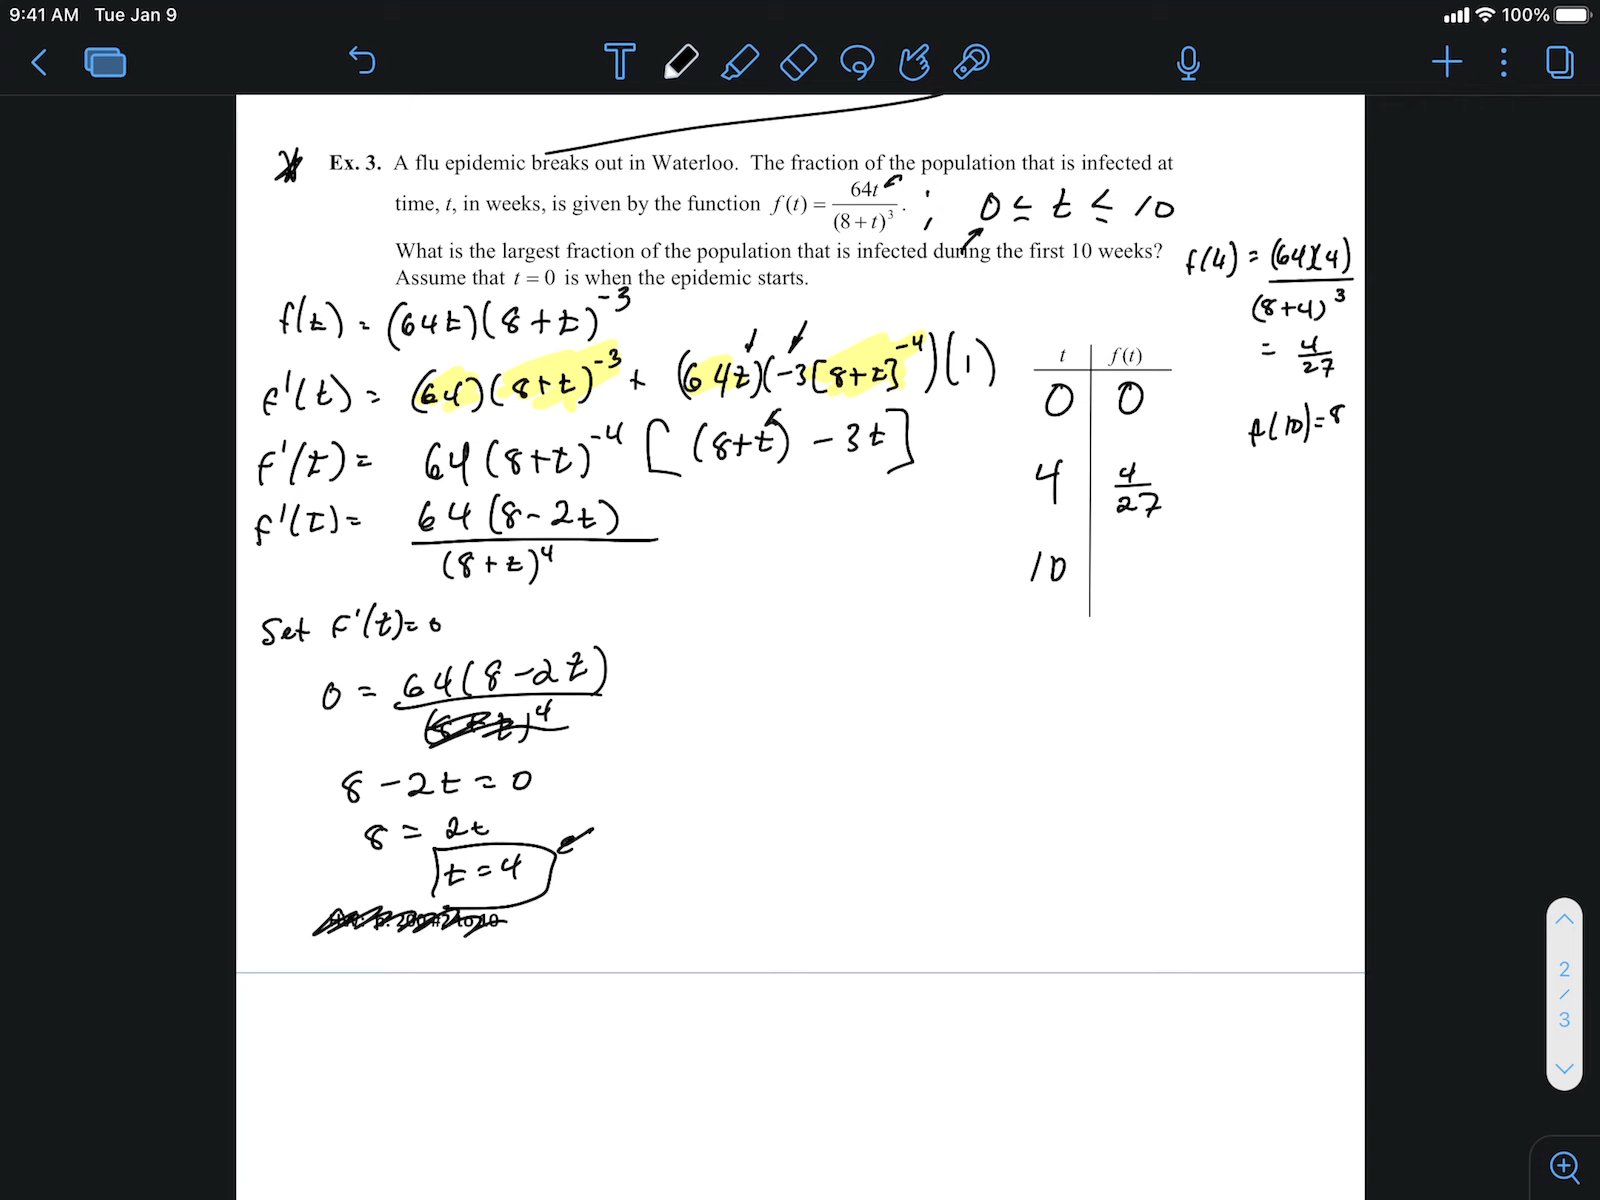 9:41 AM Tue Jan 9
100%
Ex. 3. A flu epidemic breaks out in Waterloo. The fraction of the population that is infected at
time, t, in weeks, is given by the function f(t) = 64t / (8 + t)³ . ; 0 ≤ t ≤ 10
What is the largest fraction of the population that is infected during the first 10 weeks?
Assume that t = 0 is when the epidemic starts.
f(t) = (64t)(8+t)⁻³
f'(t) = (64)(8+t)⁻³ + (64t)(-3[8+t]⁻⁴)(1)
f'(t) = 64(8+t)⁻⁴ [(8+t) - 3t]
f'(t) = 64(8-2t) / (8+t)⁴
Set f'(t)=0
0 = 64(8-2t) / (8+t)⁴
8-2t=0
8 = 2t
t=4
t f(t)
0 0
4 4/27
10
f(4) = (64)(4) / (8+4)³
= 4/27
f(10)=8
2
/
3